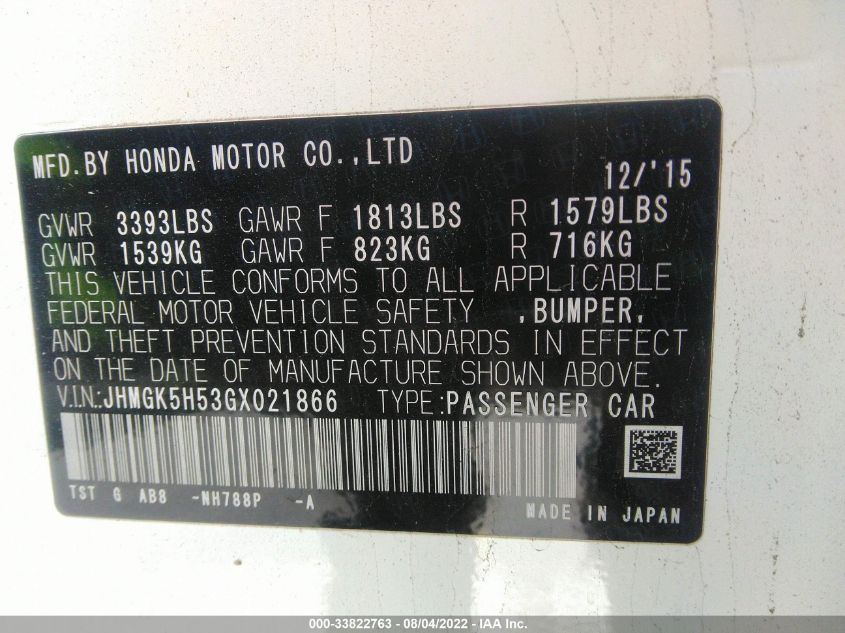 MFD.BY HONDA MOTOR CO.,LTD 12/'15
GVWR 3393LBS GAWR F 1813LBS R 1579LBS
GVWR 1539KG GAWR F 823KG R 716KG
THIS VEHICLE CONFORMS TO ALL APPLICABLE
FEDERAL MOTOR VEHICLE SAFETY ,BUMPER,
AND THEFT PREVENTION STANDARDS IN EFFECT
ON THE DATE OF MANUFACTURE SHOWN ABOVE.
V.I.N.:JHMGK5H53GX021866 TYPE:PASSENGER CAR
TST G AB8 -NH788P -A MADE IN JAPAN
000-33822763 - 08/04/2022 - IAA Inc.